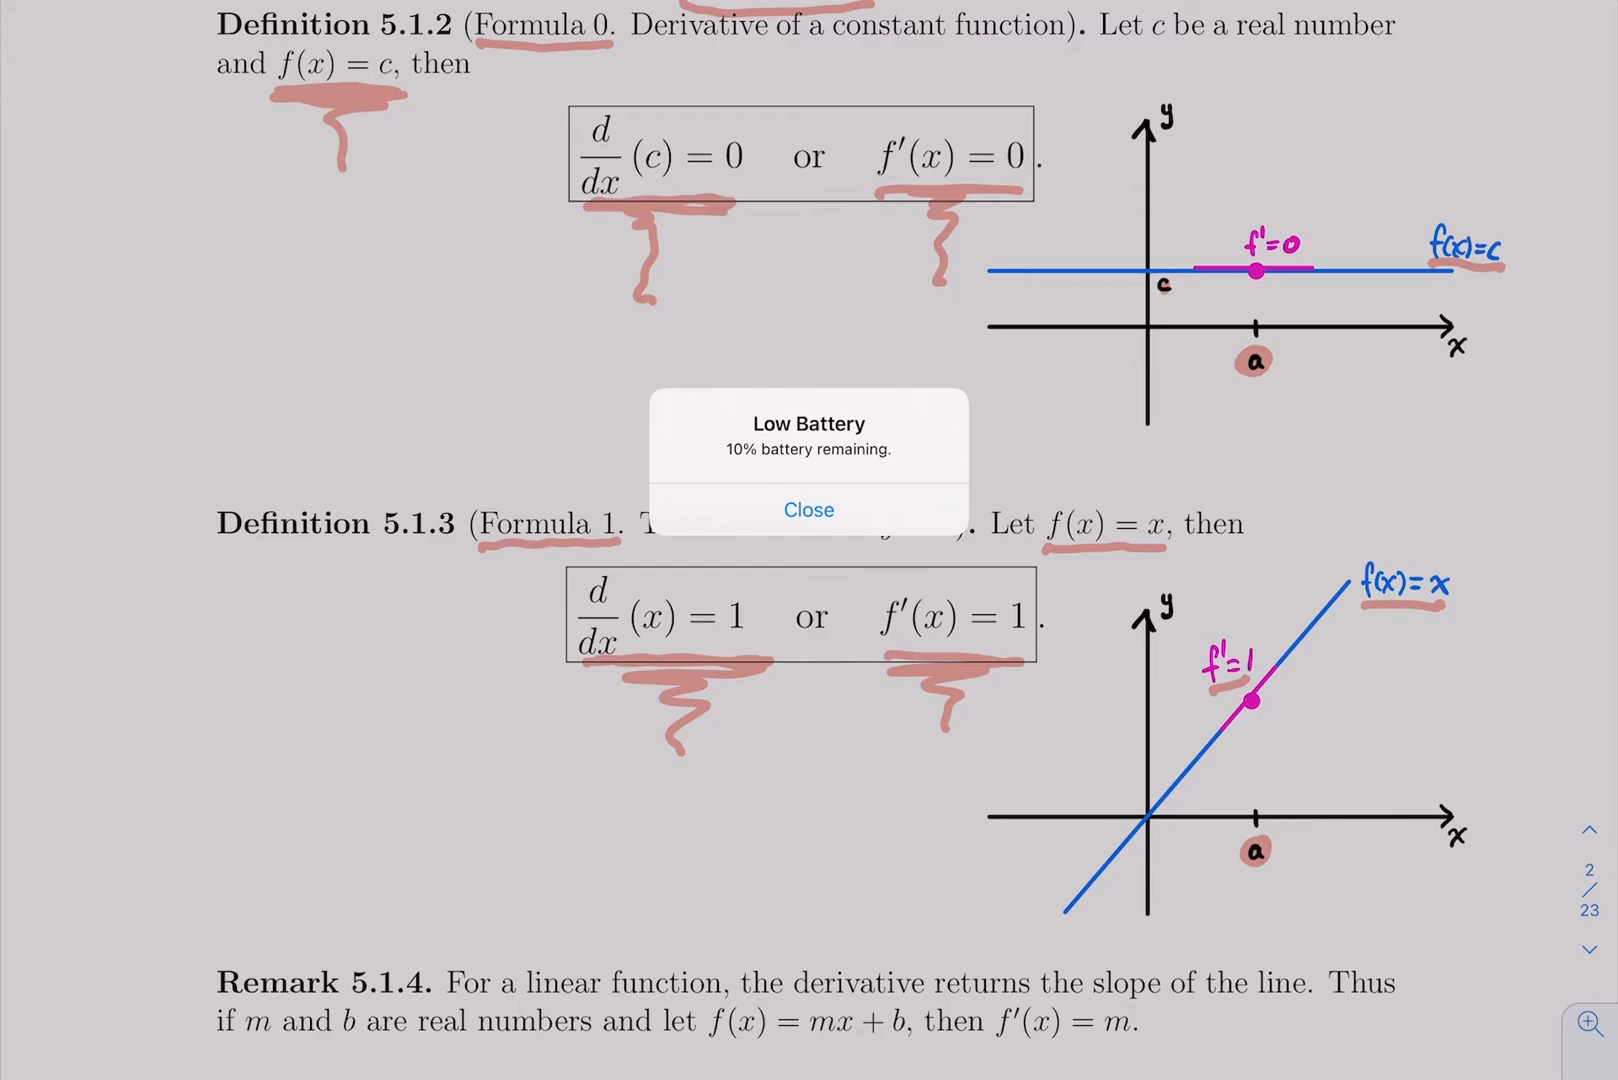 Definition 5.1.2 (Formula 0. Derivative of a constant function). Let c be a real number
and f(x) = c, then
d/dx (c) = 0 or f′(x) = 0.
y
f'=0
f(x)=c
c
x
a
Low Battery
10% battery remaining.
Close
Definition 5.1.3 (Formula 1. ). Let f(x) = x, then
d/dx (x) = 1 or f′(x) = 1.
y
f(x)=x
f'=1
x
a
2
/
23
Remark 5.1.4. For a linear function, the derivative returns the slope of the line. Thus
if m and b are real numbers and let f(x) = mx + b, then f′(x) = m.